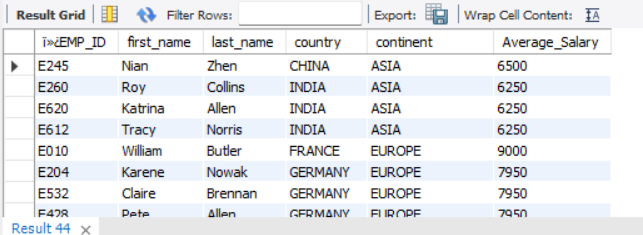 Result Grid Filter Rows: Export: Wrap Cell Content: IA
ï»¿EMP_ID first_name last_name country continent Average_Salary
E245 Nian Zhen CHINA ASIA 6500
E260 Roy Collins INDIA ASIA 6250
E620 Katrina Allen INDIA ASIA 6250
E612 Tracy Norris INDIA ASIA 6250
E010 William Butler FRANCE EUROPE 9000
E204 Karene Nowak GERMANY EUROPE 7950
E532 Claire Brennan GERMANY EUROPE 7950
E428 Pete Allen GERMANY EUROPE 7950
Result 44